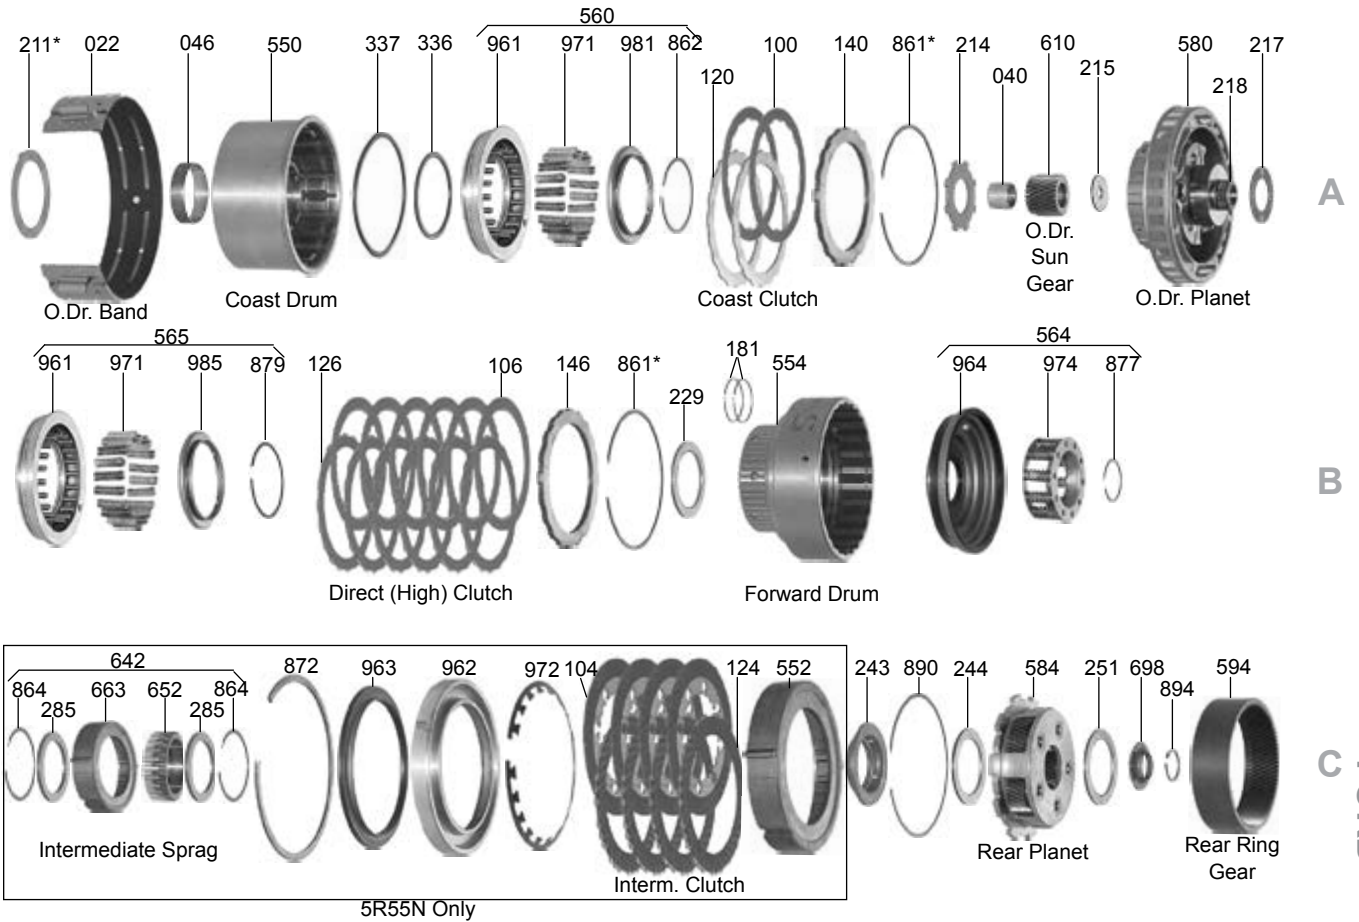 560
211* 022 046 550 337 336 961 971 981 862 100 140 861* 214 610 580 217
120 040 215 218
A
O.Dr.
Sun
Gear
Coast Drum Coast Clutch O.Dr. Planet
O.Dr. Band
565 564
961 971 985 879 126 106 146 861* 181 554 964 974 877
229
B
Direct (High) Clutch Forward Drum
642
864 663 652 864 872 963 962 972 104 124 552 243 890 244 584 251 698 594
285 285 894
C
Intermediate Sprag Rear Planet Rear Ring
Gear
Interm. Clutch
5R55N Only